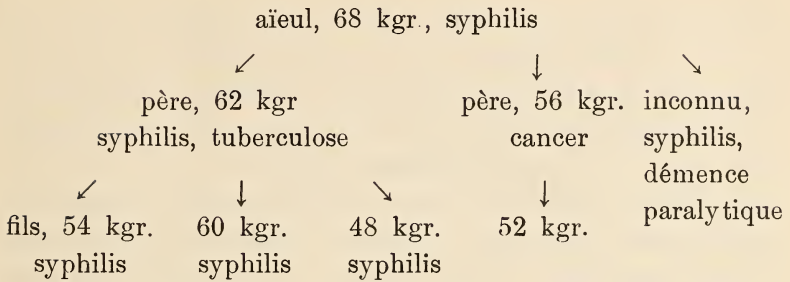 aïeul, 68 kgr., syphilis
père, 62 kgr père, 56 kgr. inconnu,
syphilis, tuberculose cancer syphilis,
démence
paralytique
fils, 54 kgr. 60 kgr. 48 kgr. 52 kgr.
syphilis syphilis syphilis